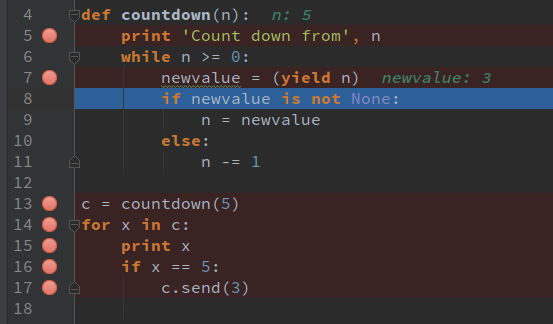 4 def countdown(n): n: 5
5 print 'Count down from', n
6 while n >= 0:
7 newvalue = (yield n) newvalue: 3
8 if newvalue is not None:
9 n = newvalue
10 else:
11 n -= 1
12
13 c = countdown(5)
14 for x in c:
15 print x
16 if x == 5:
17 c.send(3)
18